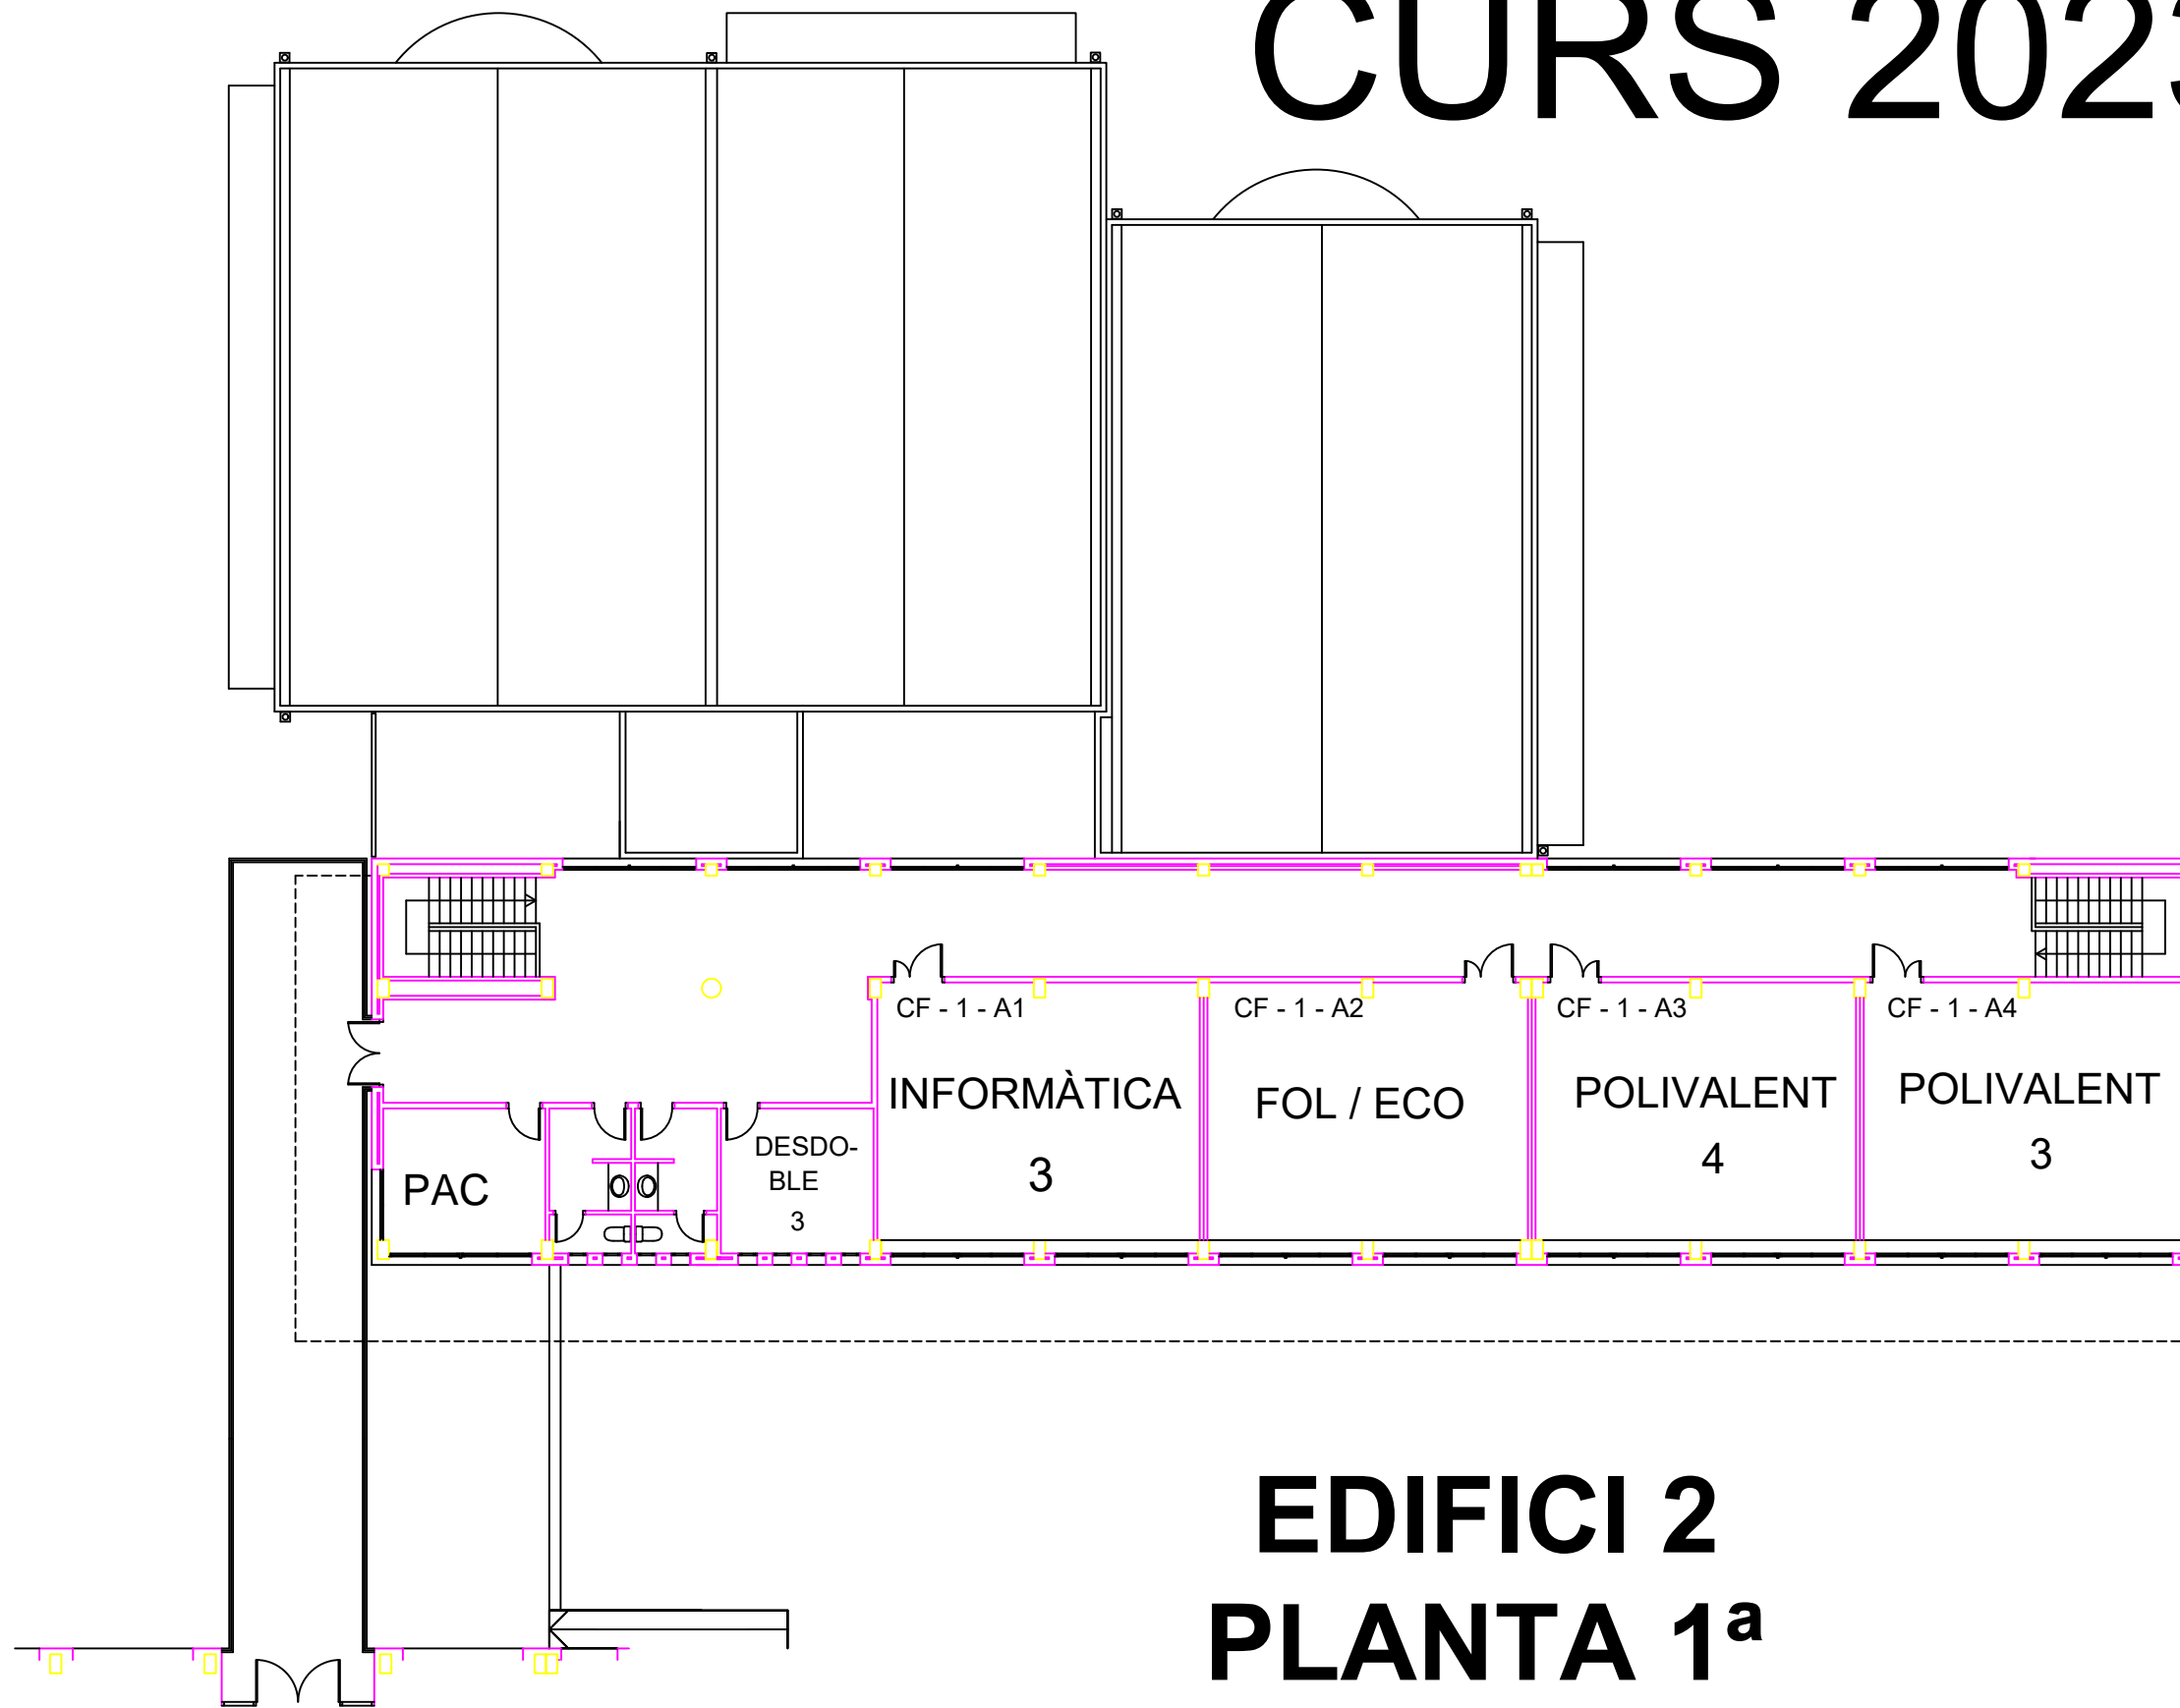 CURS 2023
CF - 1 - A1
INFORMÀTICA
3
CF - 1 - A2
FOL / ECO
CF - 1 - A3
POLIVALENT
4
CF - 1 - A4
POLIVALENT
3
PAC
DESDO-
BLE
3
EDIFICI 2
PLANTA 1ª